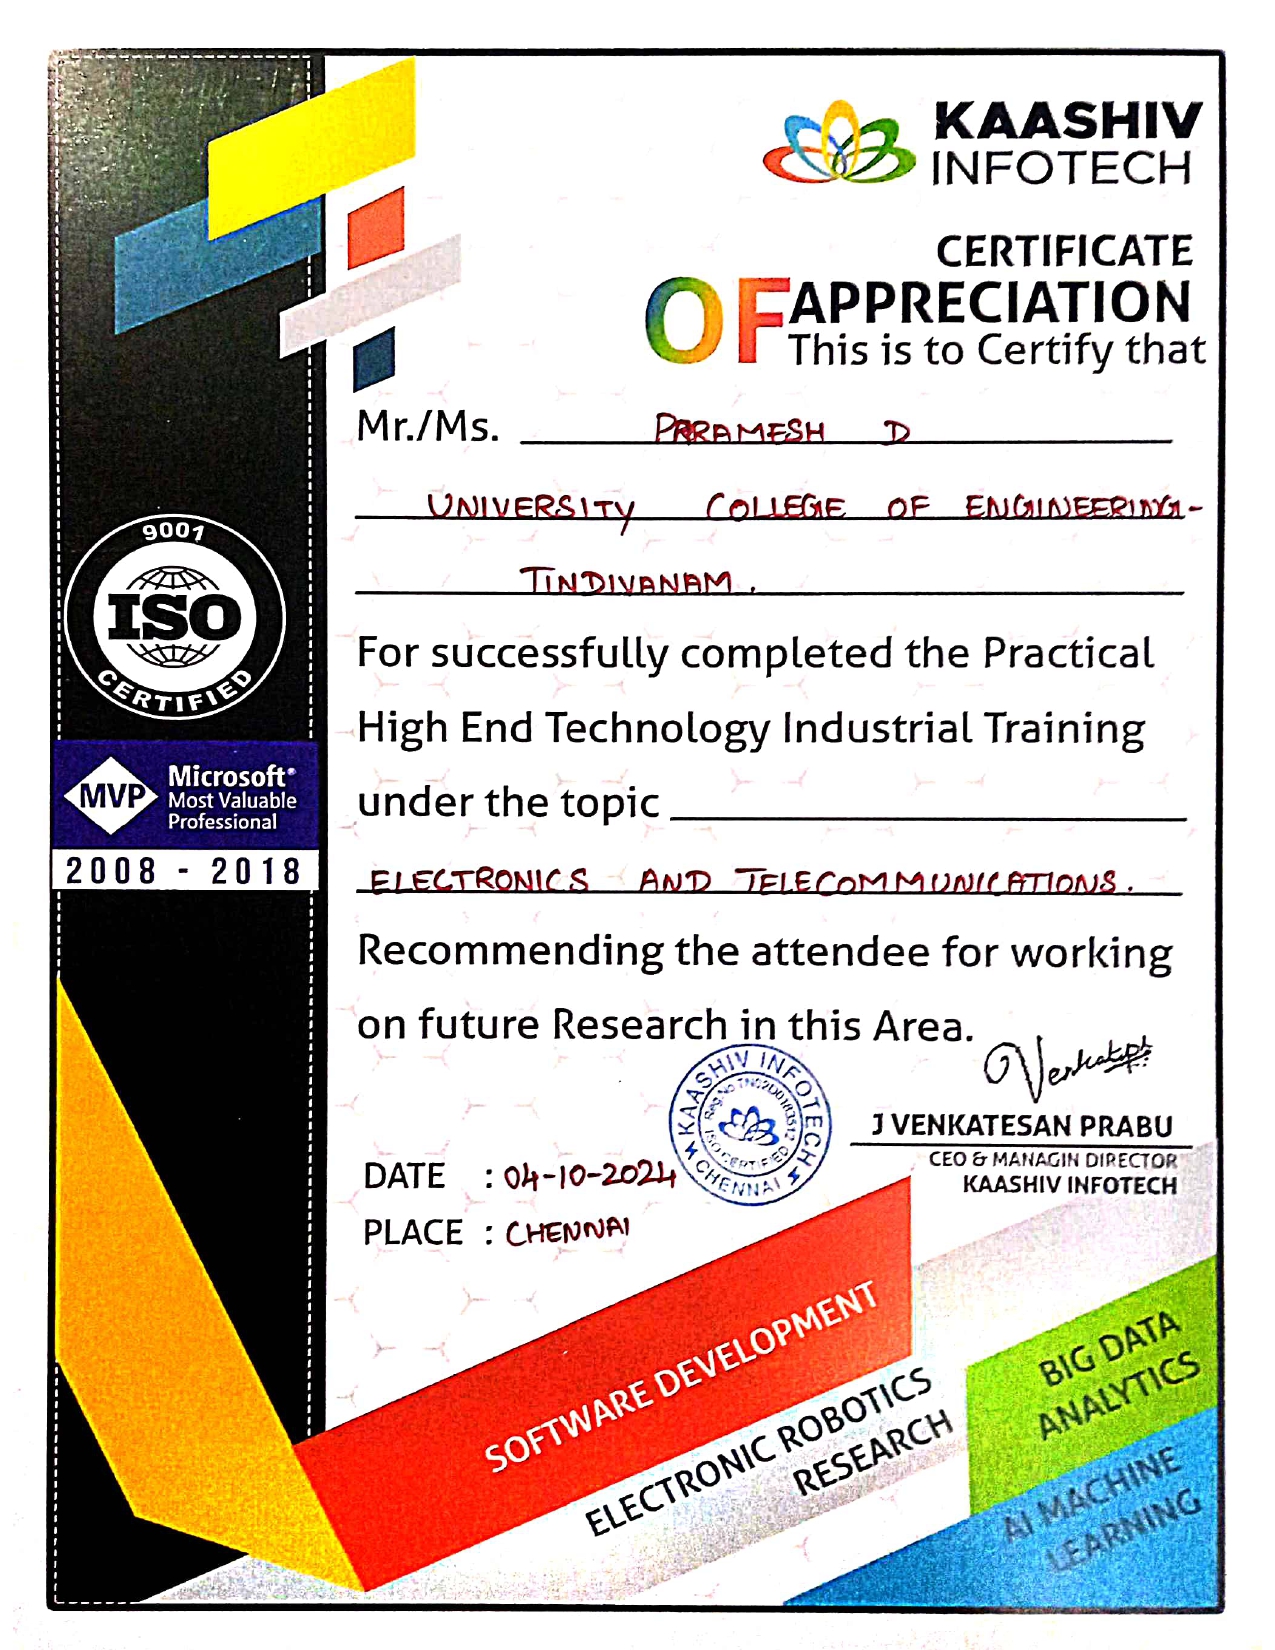 KAASHIV
INFOTECH
CERTIFICATE
OF APPRECIATION
This is to Certify that
Mr./Ms. PARAMESH D
UNIVERSITY COLLEGE OF ENGINEERING-
TINDIVANAM.
For successfully completed the Practical
High End Technology Industrial Training
under the topic
ELECTRONICS AND TELECOMMUNICATIONS.
Recommending the attendee for working
on future Research in this Area.
J VENKATESAN PRABU
CEO & MANAGIN DIRECTOR
KAASHIV INFOTECH
DATE : 04-10-2024
PLACE : CHENNAI
KAASHIV INFOTECH
CHENNAI
ISO CERTIFIED
9001
ISO
CERTIFIED
MVP
Microsoft®
Most Valuable
Professional
2008 - 2018
SOFTWARE DEVELOPMENT
ELECTRONIC ROBOTICS
RESEARCH
BIG DATA
ANALYTICS
AI MACHINE
LEARNING